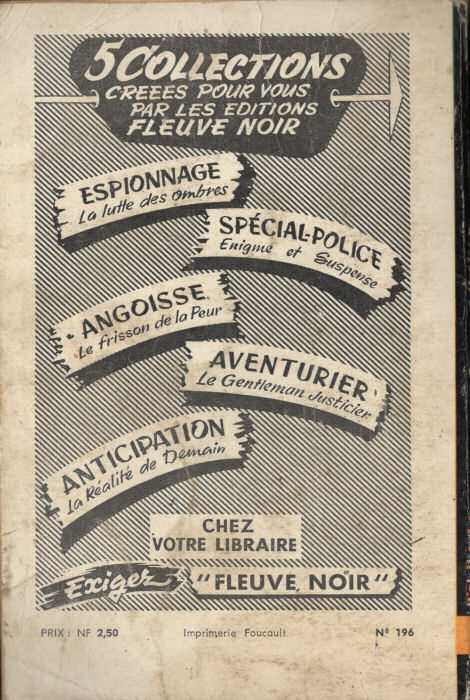 5 COLLECTIONS
CREEES POUR VOUS
PAR LES EDITIONS
FLEUVE NOIR
ESPIONNAGE
La lutte des Ombres
SPÉCIAL-POLICE
Enigme et Suspense
ANGOISSE
Le frisson de la Peur
AVENTURIER
Le Gentleman Justicier
ANTICIPATION
La Réalité de Demain
CHEZ
VOTRE LIBRAIRE
Exigez "FLEUVE NOIR"
PRIX : NF 2,50 Imprimerie Foucault N° 196